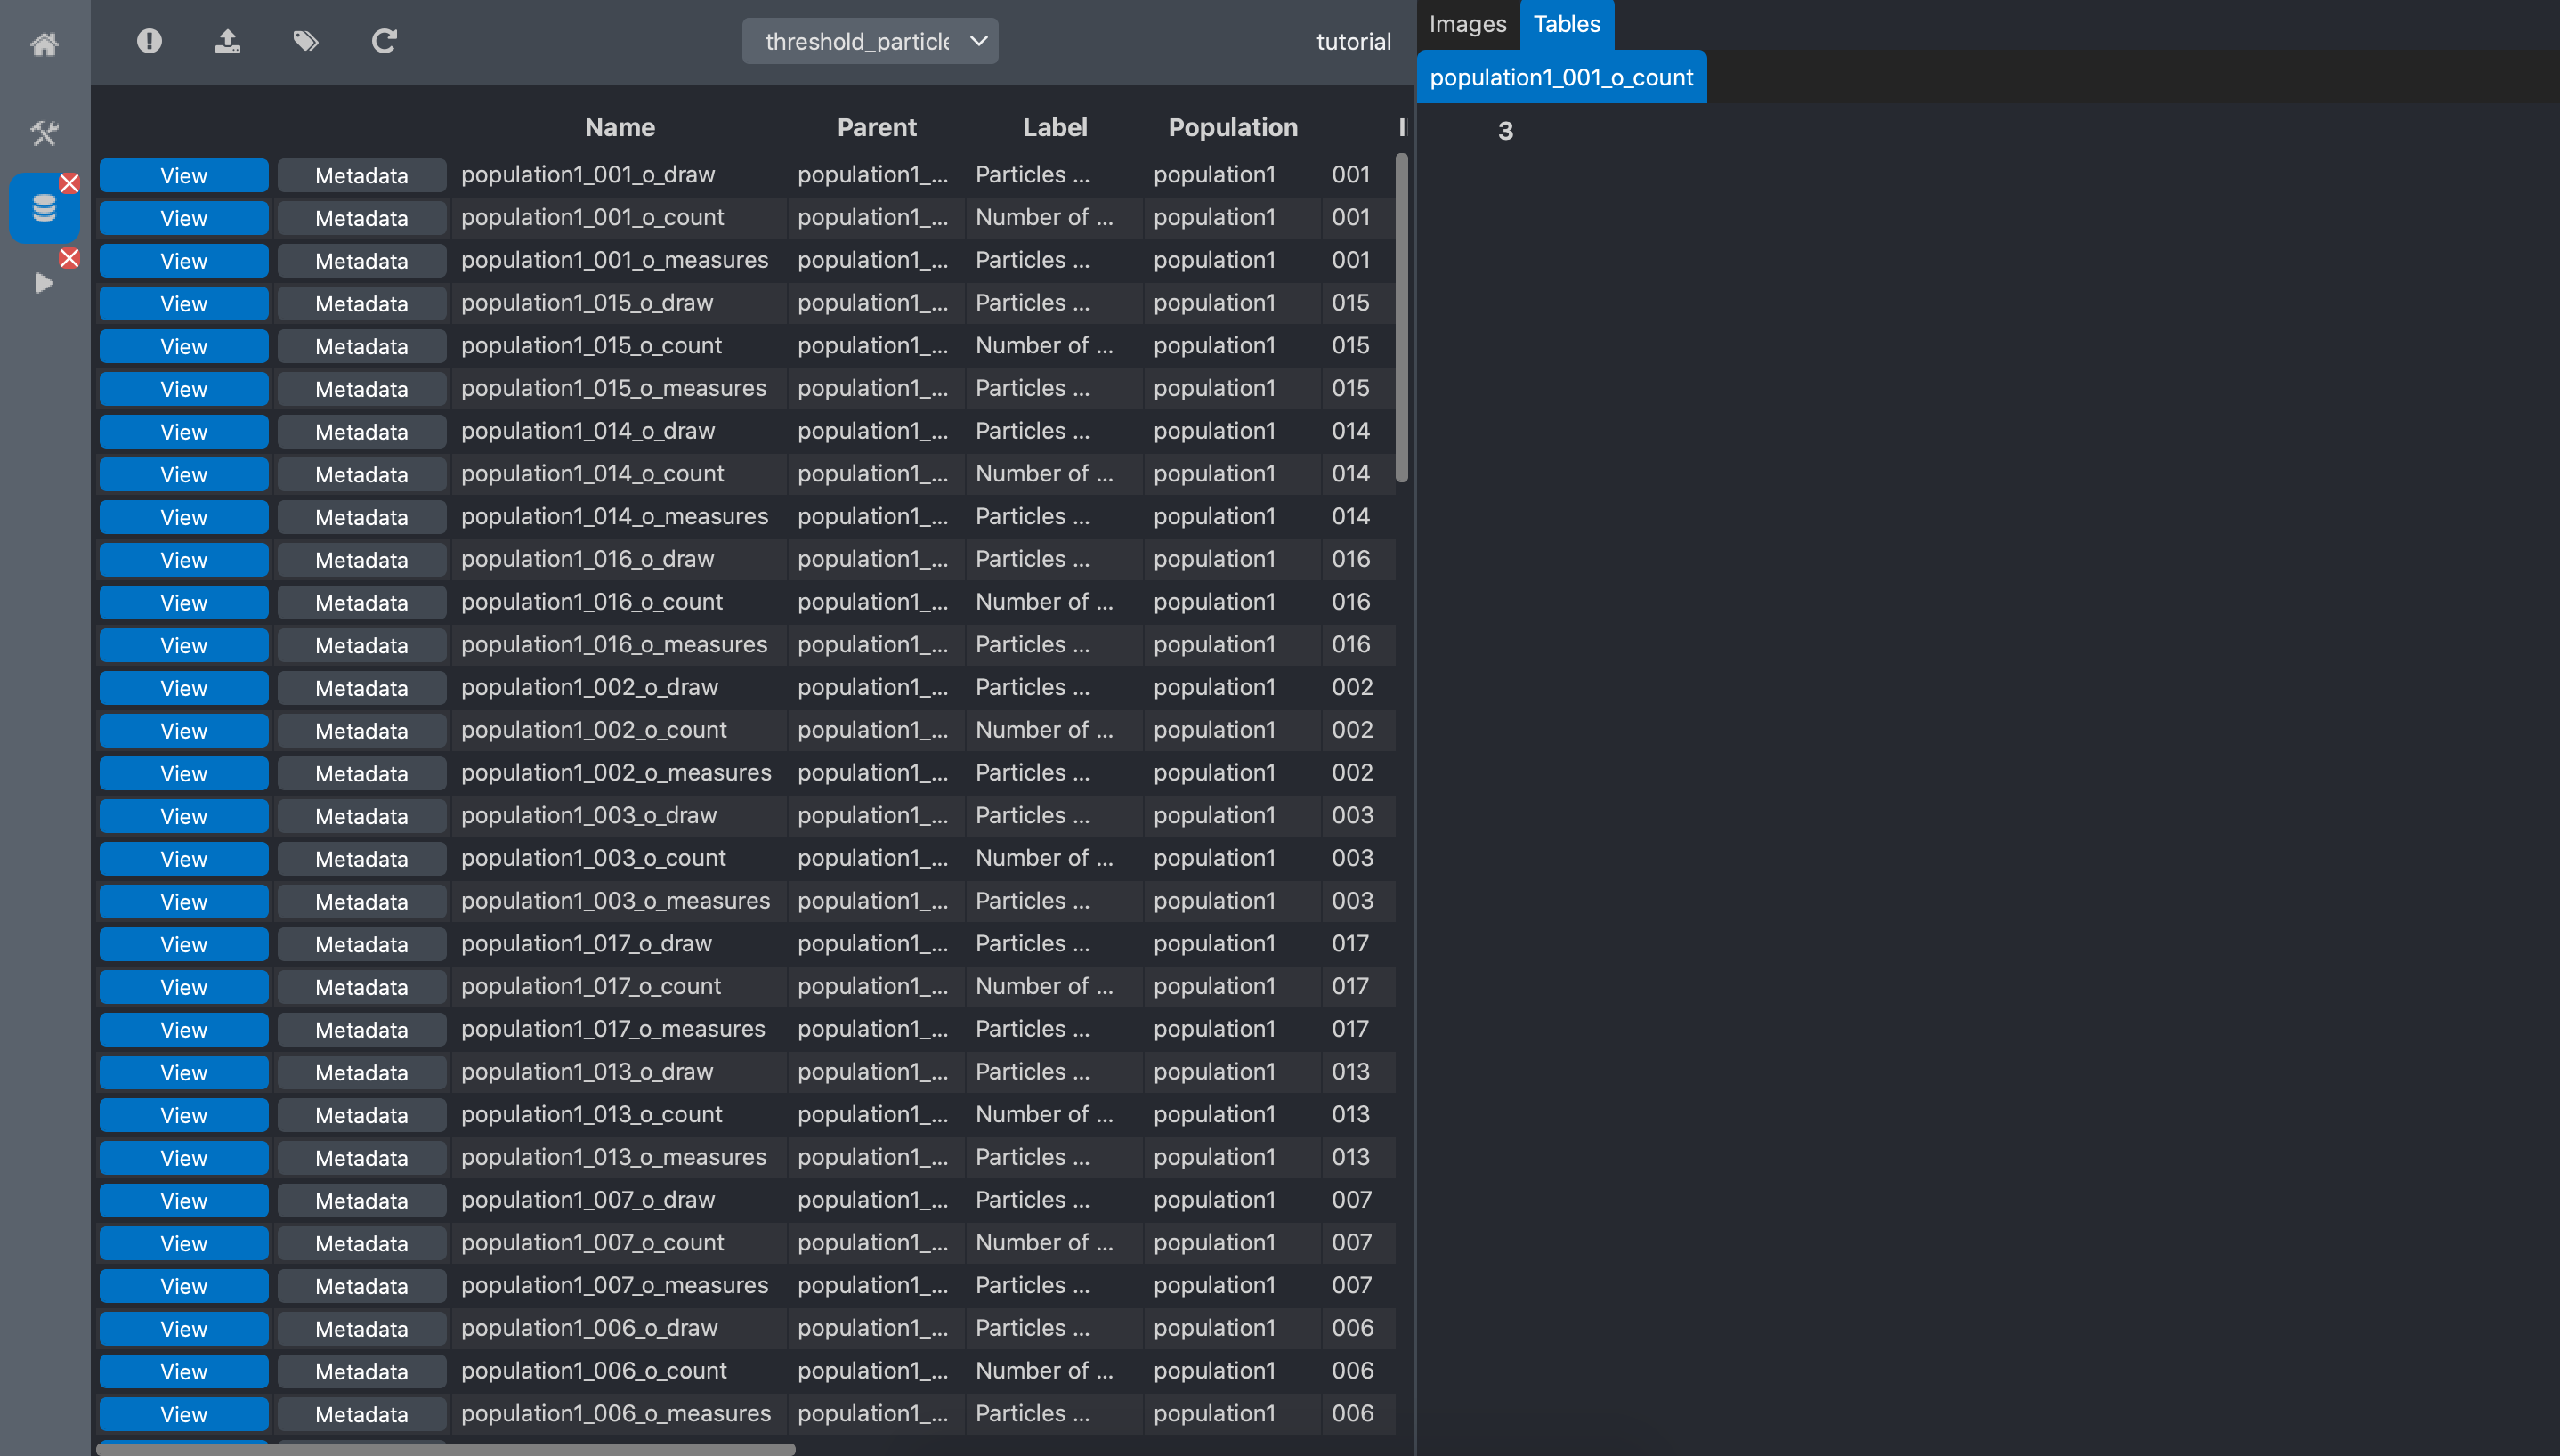 threshold_particle
tutorial
Images Tables
population1_001_o_count
3
Name Parent Label Population
View Metadata population1_001_o_draw population1_... Particles ... population1 001
View Metadata population1_001_o_count population1_... Number of ... population1 001
View Metadata population1_001_o_measures population1_... Particles ... population1 001
View Metadata population1_015_o_draw population1_... Particles ... population1 015
View Metadata population1_015_o_count population1_... Number of ... population1 015
View Metadata population1_015_o_measures population1_... Particles ... population1 015
View Metadata population1_014_o_draw population1_... Particles ... population1 014
View Metadata population1_014_o_count population1_... Number of ... population1 014
View Metadata population1_014_o_measures population1_... Particles ... population1 014
View Metadata population1_016_o_draw population1_... Particles ... population1 016
View Metadata population1_016_o_count population1_... Number of ... population1 016
View Metadata population1_016_o_measures population1_... Particles ... population1 016
View Metadata population1_002_o_draw population1_... Particles ... population1 002
View Metadata population1_002_o_count population1_... Number of ... population1 002
View Metadata population1_002_o_measures population1_... Particles ... population1 002
View Metadata population1_003_o_draw population1_... Particles ... population1 003
View Metadata population1_003_o_count population1_... Number of ... population1 003
View Metadata population1_003_o_measures population1_... Particles ... population1 003
View Metadata population1_017_o_draw population1_... Particles ... population1 017
View Metadata population1_017_o_count population1_... Number of ... population1 017
View Metadata population1_017_o_measures population1_... Particles ... population1 017
View Metadata population1_013_o_draw population1_... Particles ... population1 013
View Metadata population1_013_o_count population1_... Number of ... population1 013
View Metadata population1_013_o_measures population1_... Particles ... population1 013
View Metadata population1_007_o_draw population1_... Particles ... population1 007
View Metadata population1_007_o_count population1_... Number of ... population1 007
View Metadata population1_007_o_measures population1_... Particles ... population1 007
View Metadata population1_006_o_draw population1_... Particles ... population1 006
View Metadata population1_006_o_count population1_... Number of ... population1 006
View Metadata population1_006_o_measures population1_... Particles ... population1 006